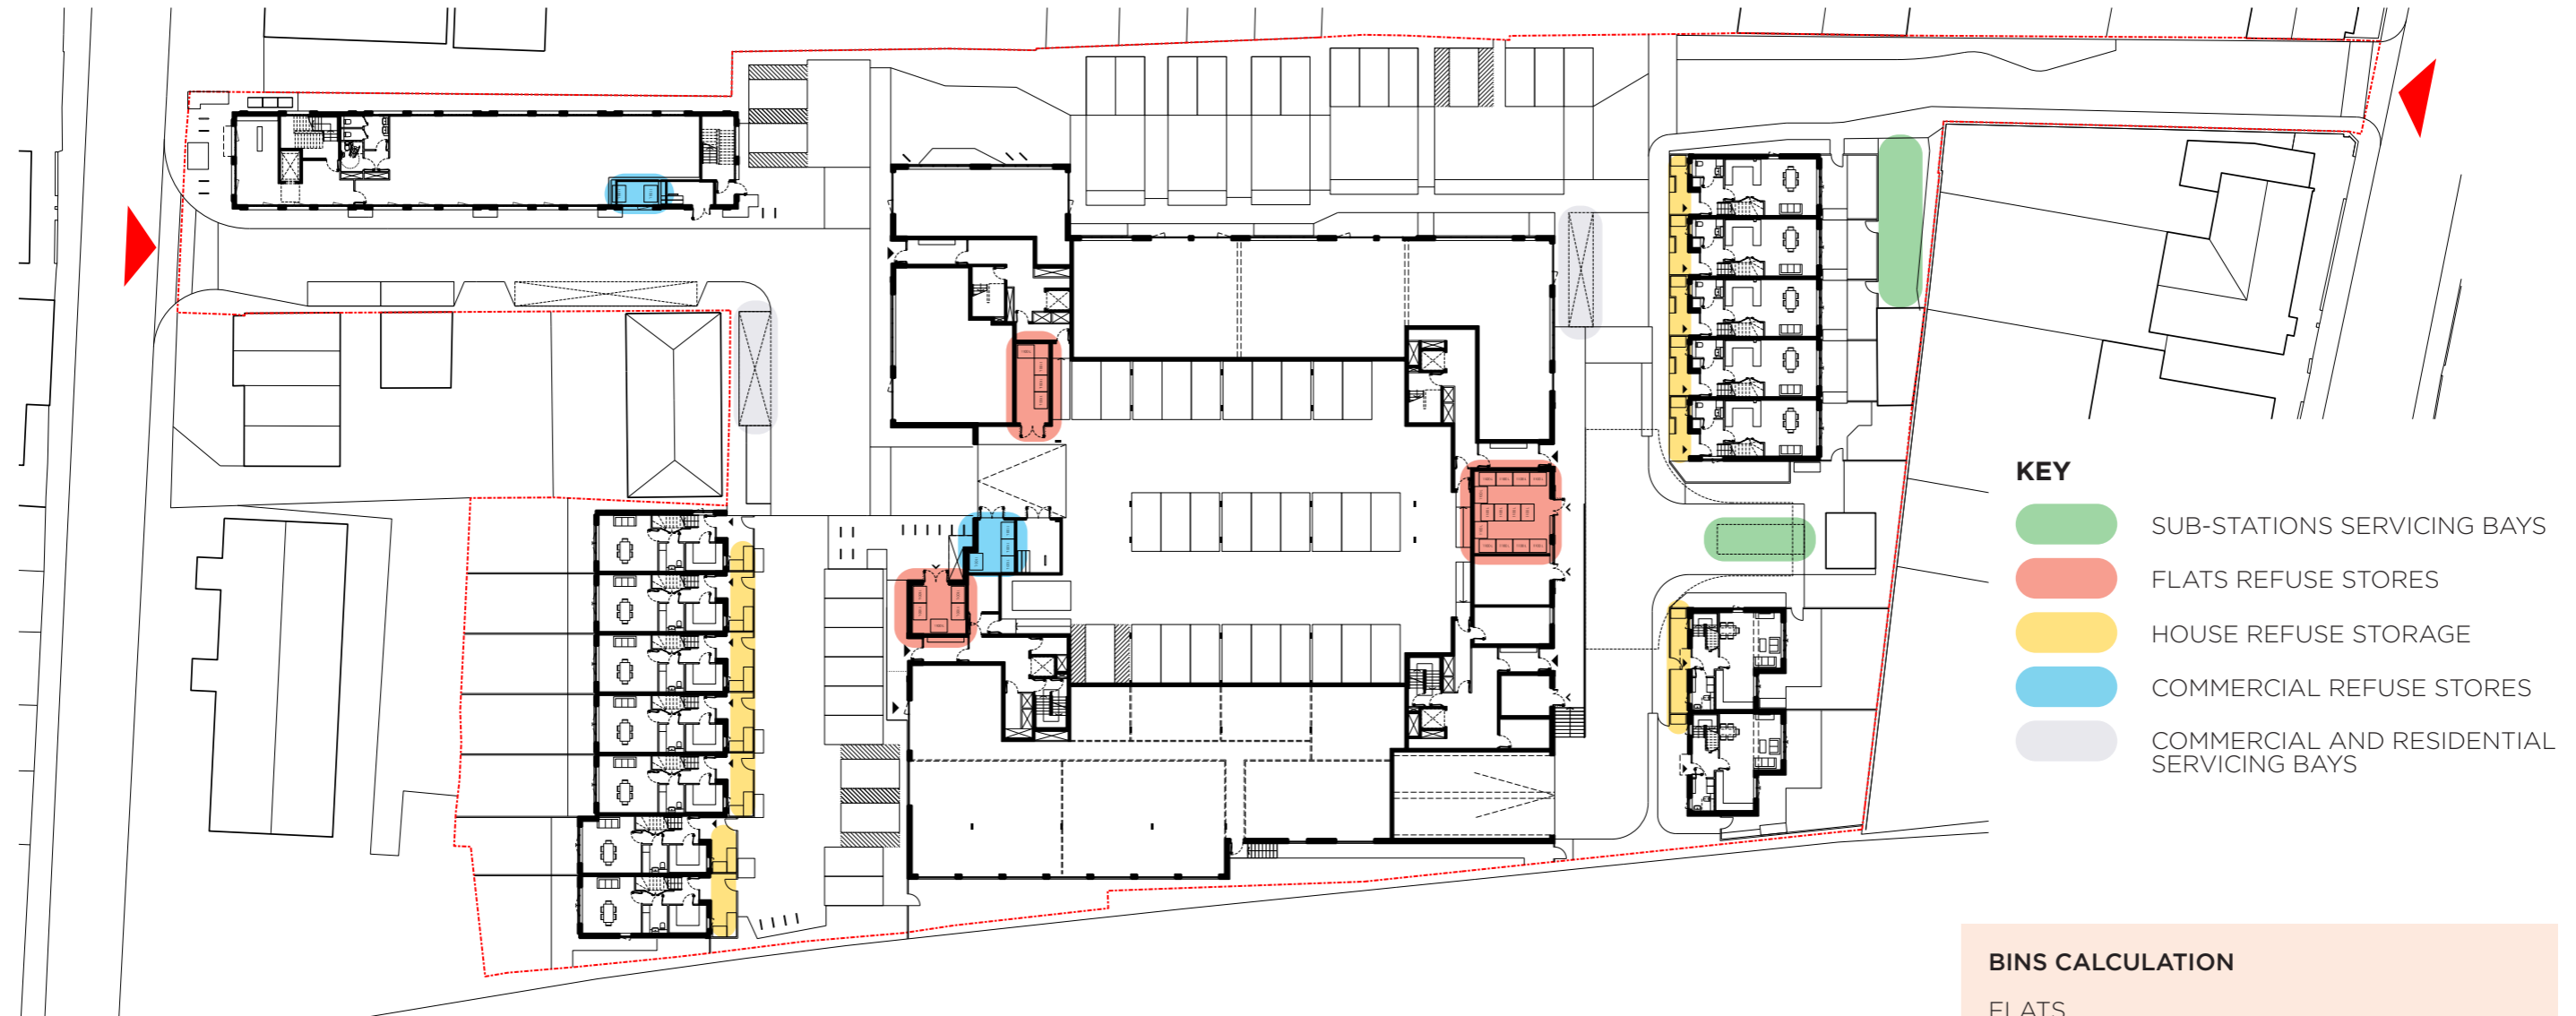 KEY
SUB-STATIONS SERVICING BAYS
FLATS REFUSE STORES
HOUSE REFUSE STORAGE
COMMERCIAL REFUSE STORES
COMMERCIAL AND RESIDENTIAL
SERVICING BAYS
BINS CALCULATION
FLATS